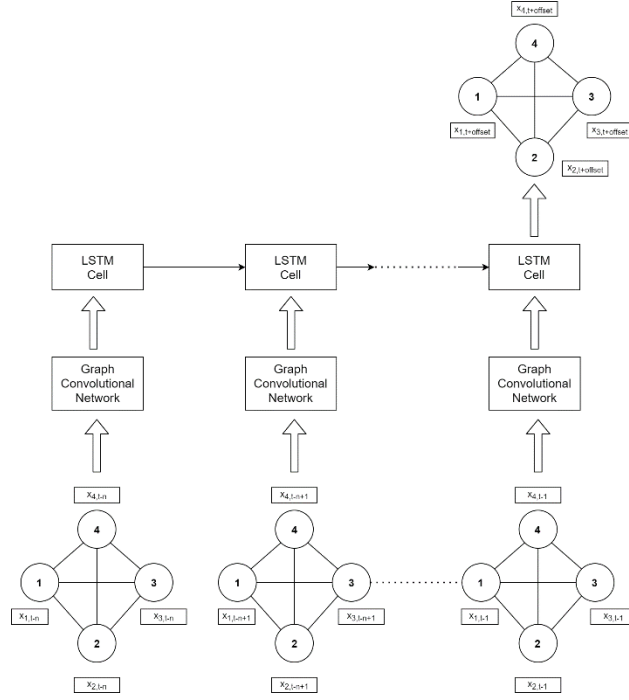 x4,t+offset
4
1
3
x1,t+offset
x3,t+offset
2
x2,t+offset
LSTM
Cell
LSTM
Cell
LSTM
Cell
Graph
Convolutional
Network
Graph
Convolutional
Network
Graph
Convolutional
Network
x4,t-n
x4,t-n+1
x4,t-1
4
4
4
1
3
1
3
1
3
x1,t-n
x3,t-n
x1,t-n+1
x3,t-n+1
x1,t-1
x3,t-1
2
2
2
x2,t-n
x2,t-n+1
x2,t-1